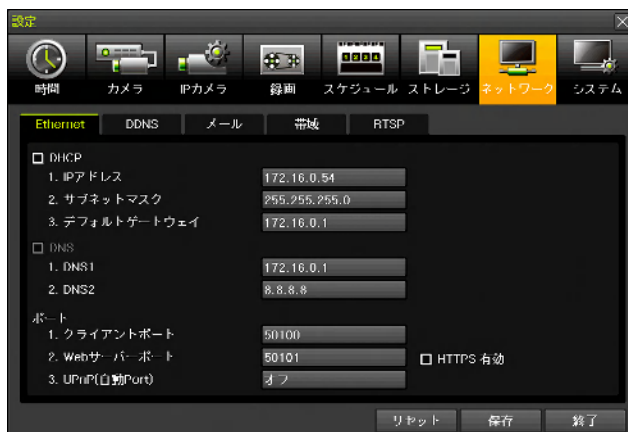 設定
時間 カメラ IPカメラ 録画 スケジュール ストレージ ネットワーク システム
Ethernet DDNS メール 帯域 RTSP
DHCP
1. IPアドレス 172.16.0.54
2. サブネットマスク 255.255.255.0
3. デフォルトゲートウェイ 172.16.0.1
DNS
1. DNS1 172.16.0.1
2. DNS2 8.8.8.8
ポート
1. クライアントポート 50100
2. Webサーバーポート 50101 HTTPS 有効
3. UPnP(自動Port) オフ
リセット 保存 終了